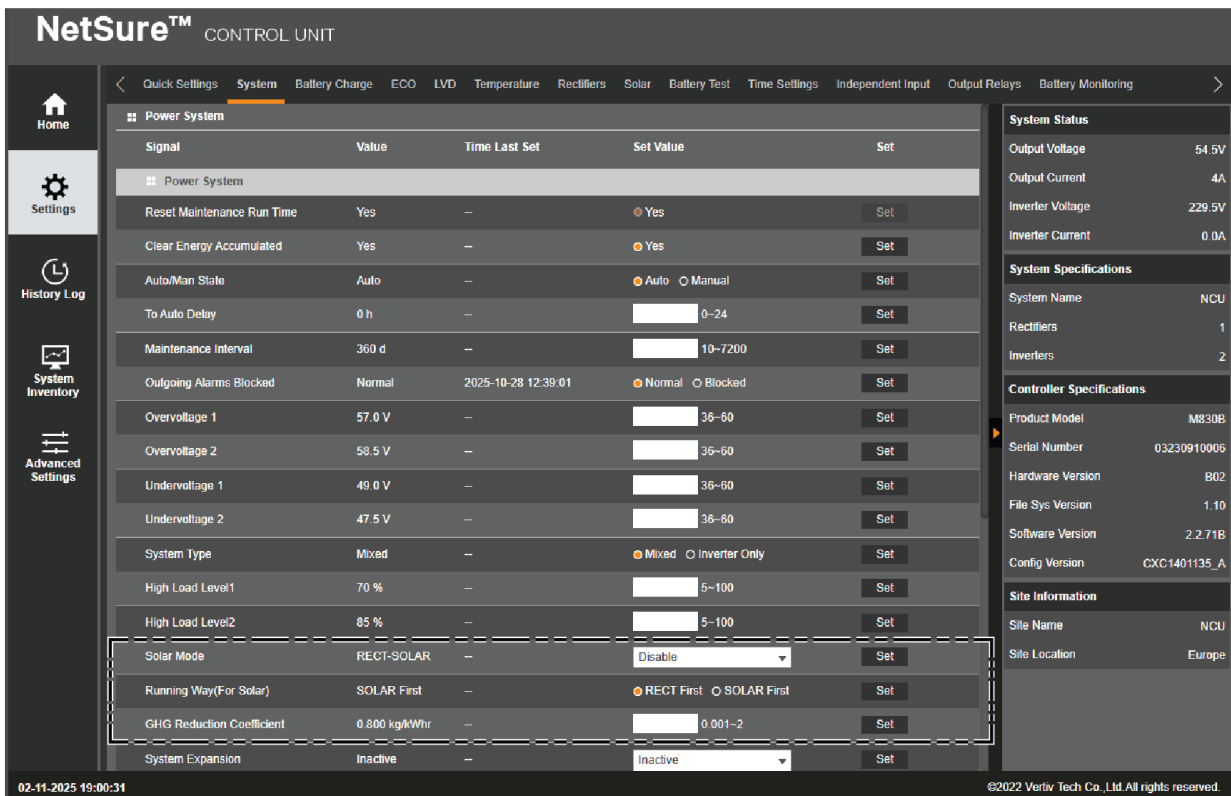 NetSure™ CONTROL UNIT
Quick Settings System Battery Charge ECO LVD Temperature Rectifiers Solar Battery Test Time Settings Independent Input Output Relays Battery Monitoring
Home
Settings
History Log
System
Inventory
Advanced
Settings
Power System
Signal Value Time Last Set Set Value Set
Power System
Reset Maintenance Run Time Yes -- Yes Set
Clear Energy Accumulated Yes -- Yes Set
Auto/Man State Auto -- Auto Manual Set
To Auto Delay 0 h -- 0~24 Set
Maintenance Interval 360 d -- 10~7200 Set
Outgoing Alarms Blocked Normal 2025-10-28 12:39:01 Normal Blocked Set
Overvoltage 1 57.0 V -- 36~60 Set
Overvoltage 2 58.5 V -- 36~60 Set
Undervoltage 1 49.0 V -- 36~60 Set
Undervoltage 2 47.5 V -- 36~60 Set
System Type Mixed -- Mixed Inverter Only Set
High Load Level1 70 % -- 5~100 Set
High Load Level2 85 % -- 5~100 Set
Solar Mode RECT-SOLAR -- Disable Set
Running Way(For Solar) SOLAR First -- RECT First SOLAR First Set
GHG Reduction Coefficient 0.800 kg/kWhr -- 0.001~2 Set
System Expansion Inactive -- Inactive Set
System Status
Output Voltage 54.5V
Output Current 4A
Inverter Voltage 229.5V
Inverter Current 0.0A
System Specifications
System Name NCU
Rectifiers 1
Inverters 2
Controller Specifications
Product Model M830B
Serial Number 03230910006
Hardware Version B02
File Sys Version 1.10
Software Version 2.2.71B
Config Version CXC1401135_A
Site Information
Site Name NCU
Site Location Europe
02-11-2025 19:00:31
©2022 Vertiv Tech Co.,Ltd.All rights reserved.